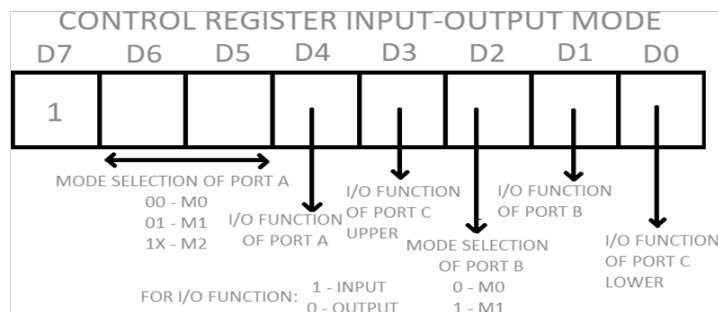 CONTROL REGISTER INPUT-OUTPUT MODE
D7 D6 D5 D4 D3 D2 D1 D0
1
MODE SELECTION OF PORT A
00 - M0
01 - M1
1X - M2
I/O FUNCTION
OF PORT A
I/O FUNCTION
OF PORT C
UPPER
MODE SELECTION
OF PORT B
0 - M0
1 - M1
I/O FUNCTION
OF PORT B
I/O FUNCTION
OF PORT C
LOWER
FOR I/O FUNCTION:
1 - INPUT
0 - OUTPUT